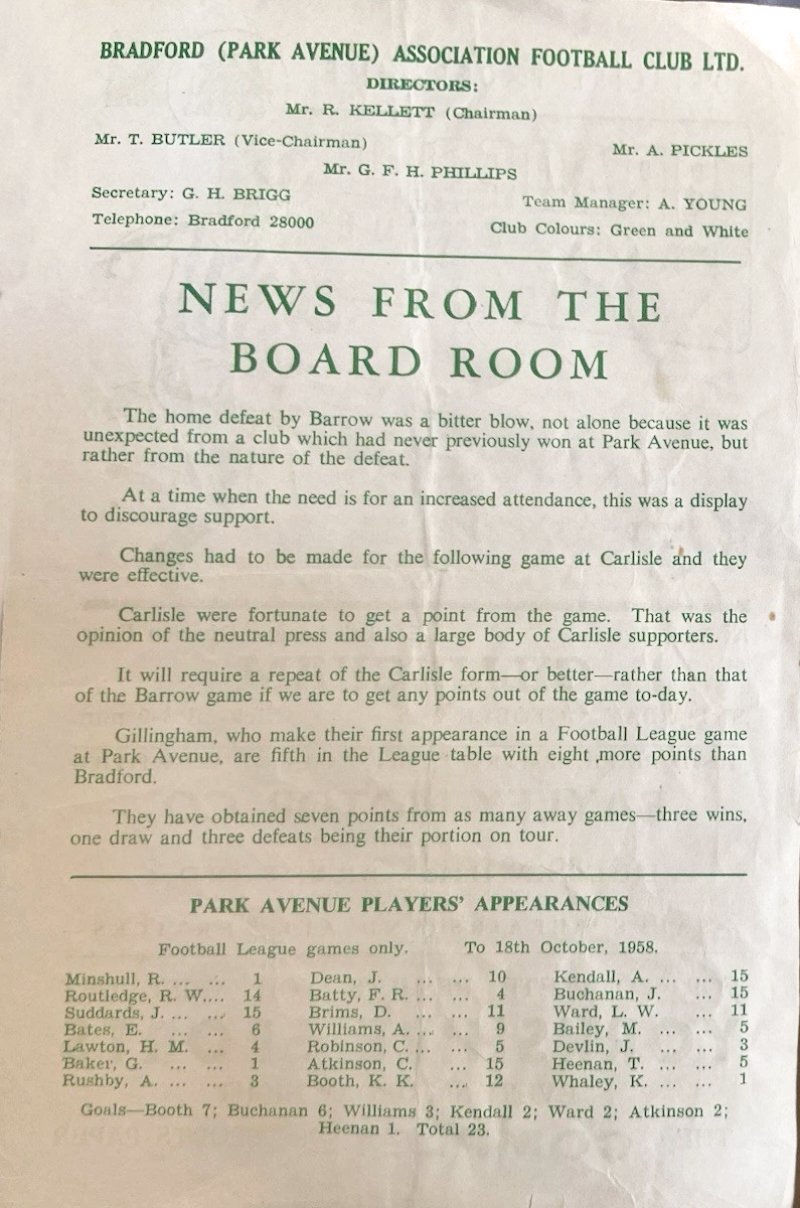 BRADFORD (PARK AVENUE) ASSOCIATION FOOTBALL CLUB LTD.
DIRECTORS:
Mr. R. KELLETT (Chairman)
Mr. T. BUTLER (Vice-Chairman) Mr. A. PICKLES
Mr. G. F. H. PHILLIPS
Secretary: G. H. BRIGG Team Manager: A. YOUNG
Telephone: Bradford 28000 Club Colours: Green and White
NEWS FROM THE
BOARD ROOM
The home defeat by Barrow was a bitter blow, not alone because it was
unexpected from a club which had never previously won at Park Avenue, but
rather from the nature of the defeat.
At a time when the need is for an increased attendance, this was a display
to discourage support.
Changes had to be made for the following game at Carlisle and they
were effective.
Carlisle were fortunate to get a point from the game. That was the
opinion of the neutral press and also a large body of Carlisle supporters.
It will require a repeat of the Carlisle form—or better—rather than that
of the Barrow game if we are to get any points out of the game to-day.
Gillingham, who make their first appearance in a Football League game
at Park Avenue, are fifth in the League table with eight ,more points than
Bradford.
They have obtained seven points from as many away games—three wins,
one draw and three defeats being their portion on tour.
PARK AVENUE PLAYERS' APPEARANCES
Football League games only. To 18th October, 1958.
Minshull, R. ... ... 1 Dean, J. ... ... 10 Kendall, A. ... ... 15
Routledge, R. W.... 14 Batty, F. R. ... ... 4 Buchanan, J. ... 15
Suddards, J. ... ... 15 Brims, D. ... 11 Ward, L. W. ... 11
Bates, E. ... ... 6 Williams, A. ... ... 9 Bailey, M. ... ... 5
Lawton, H. M. ... 4 Robinson, C. ... ... 5 Devlin, J. ... ... 3
Baker, G. ... ... 1 Atkinson, C. ... 15 Heenan, T. ... ... 5
Rushby, A. ... ... 3 Booth, K. K. ... 12 Whaley, K. ... ... 1
Goals—Booth 7; Buchanan 6; Williams 3; Kendall 2; Ward 2; Atkinson 2;
Heenan 1. Total 23.